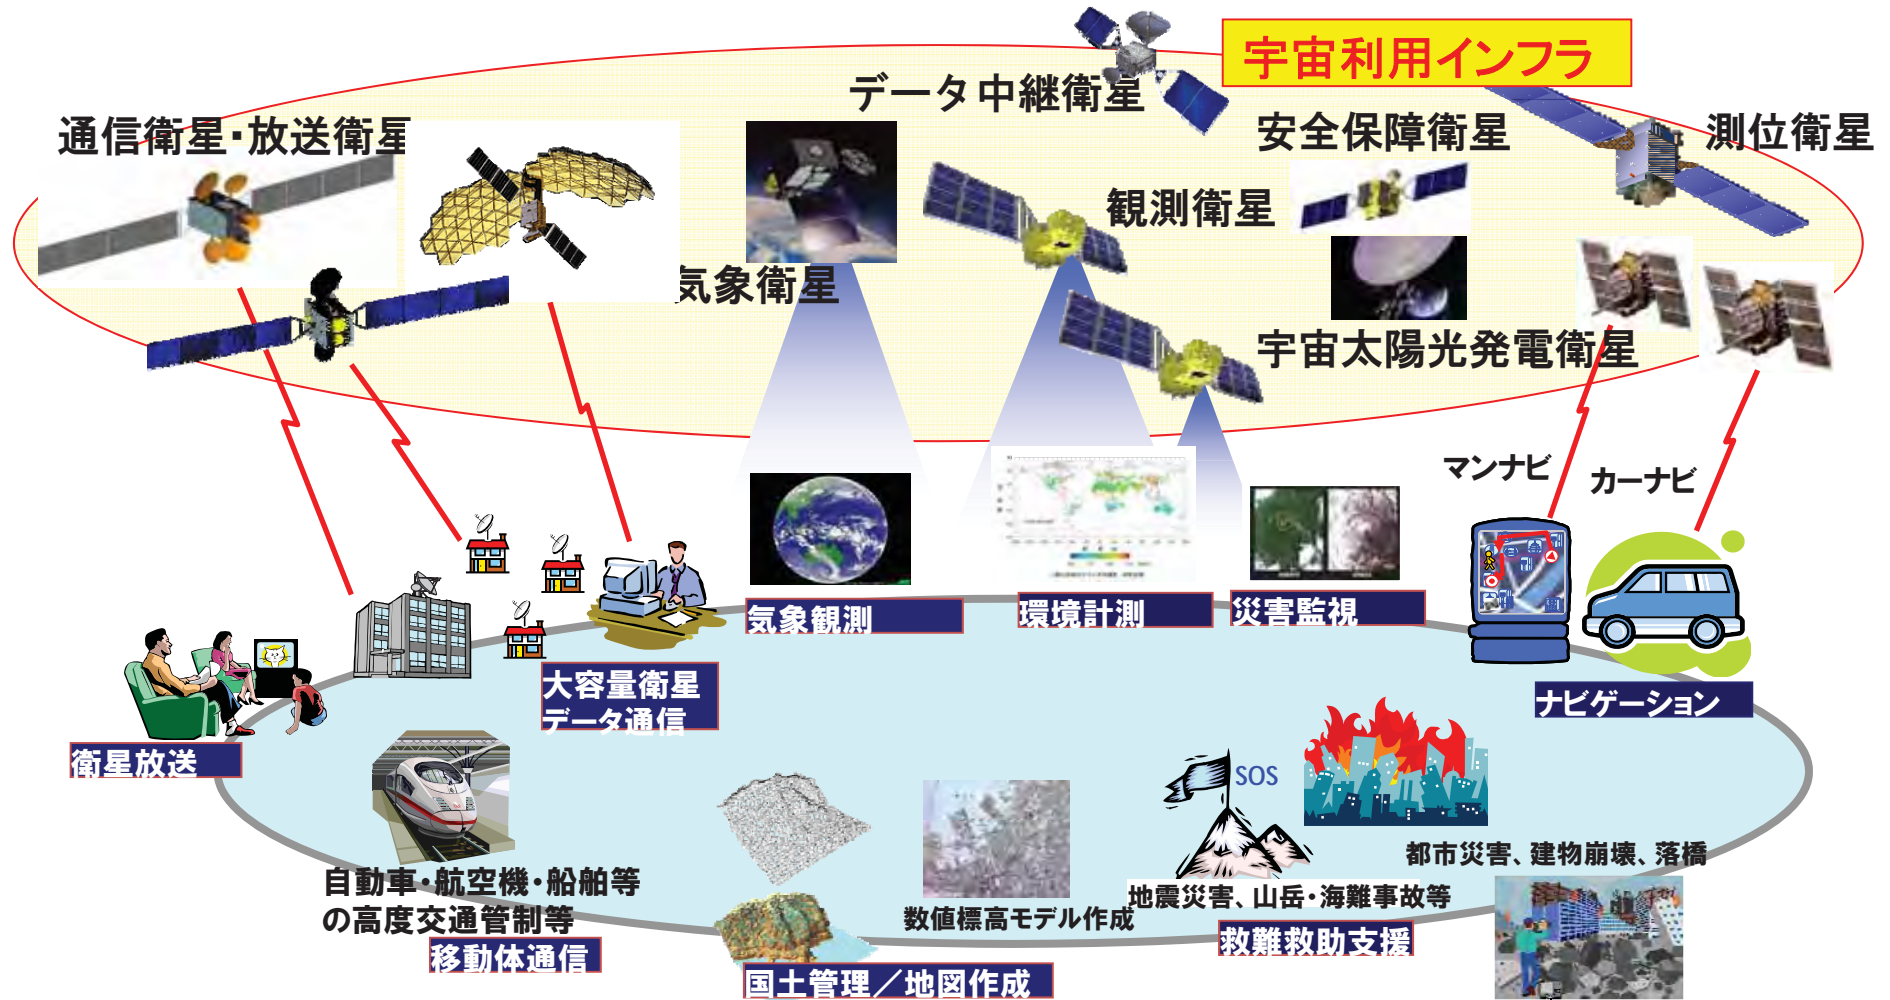 宇宙利用インフラ
データ中継衛星
通信衛星・放送衛星
安全保障衛星
測位衛星
観測衛星
気象衛星
宇宙太陽光発電衛星
マンナビ
カーナビ
気象観測
環境計測
災害監視
大容量衛星
データ通信
ナビゲーション
衛星放送
SOS
都市災害、建物崩壊、落橋
自動車・航空機・船舶等
の高度交通管制等
地震災害、山岳・海難事故等
数値標高モデル作成
移動体通信
救難救助支援
国土管理／地図作成